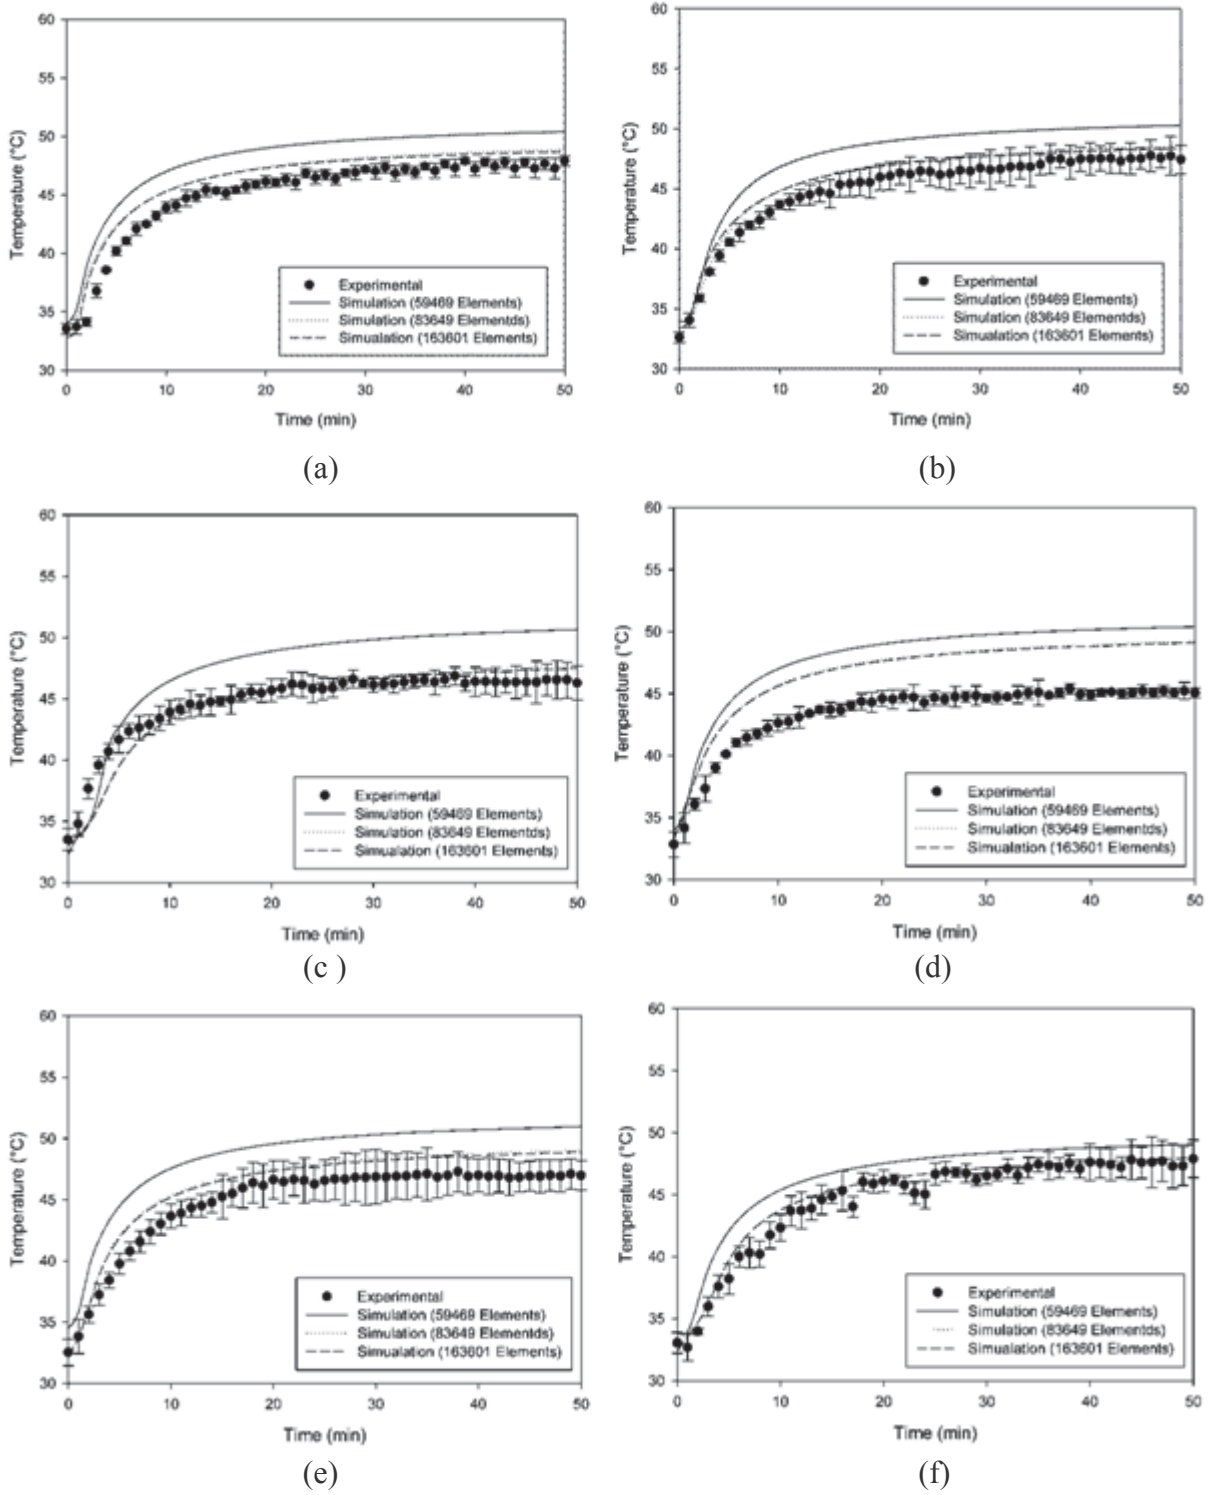 60
55
50
45
40
35
30
Temperature (°C)
Experimental
Simulation (59469 Elements)
Simulation (83649 Elementds)
Simualation (163601 Elements)
0 10 20 30 40 50
Time (min)
(a)
60
55
50
45
40
35
30
Temperature (°C)
Experimental
Simulation (59469 Elements)
Simulation (83649 Elementds)
Simualation (163601 Elements)
0 10 20 30 40 50
Time (min)
(b)
60
55
50
45
40
35
30
Temperature (°C)
Experimental
Simulation (59469 Elements)
Simulation (83649 Elementds)
Simualation (163601 Elements)
0 10 20 30 40 50
Time (min)
(c )
60
55
50
45
40
35
30
Temperature (°C)
Experimental
Simulation (59469 Elements)
Simulation (83649 Elementds)
Simualation (163601 Elements)
0 10 20 30 40 50
Time (min)
(d)
60
55
50
45
40
35
30
Temperature (°C)
Experimental
Simulation (59469 Elements)
Simulation (83649 Elementds)
Simualation (163601 Elements)
0 10 20 30 40 50
Time (min)
(e)
60
55
50
45
40
35
30
Temperature (°C)
Experimental
Simulation (59469 Elements)
Simulation (83649 Elementds)
Simualation (163601 Elements)
0 10 20 30 40 50
Time (min)
(f)